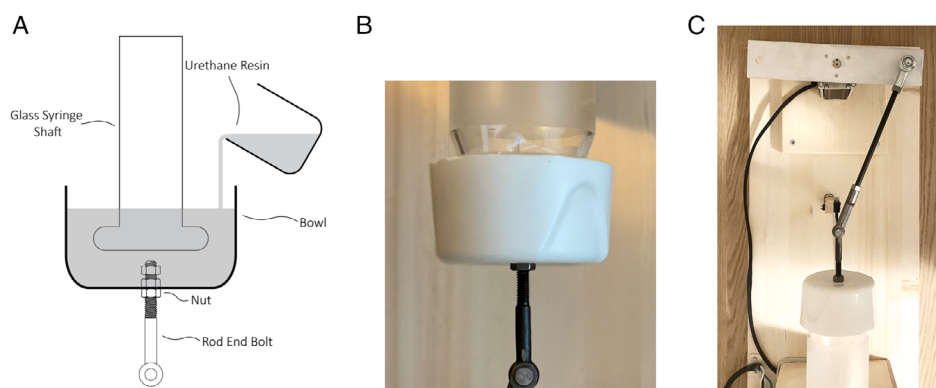 A
B
C
Urethane Resin
Glass Syringe
Shaft
Bowl
Nut
Rod End Bolt